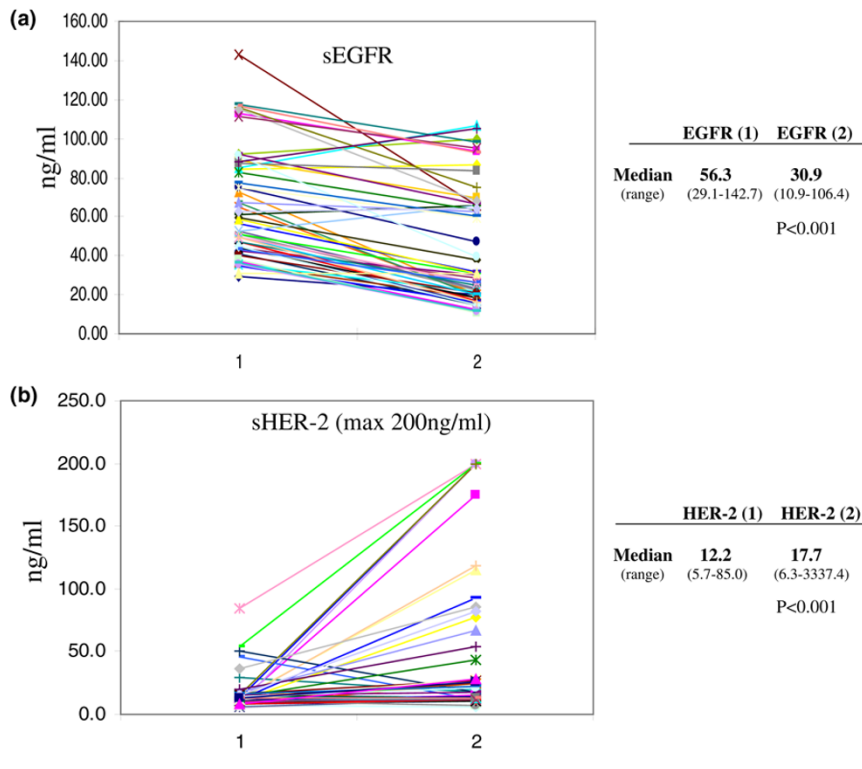 (a)
160.00
140.00
120.00
100.00
80.00
60.00
40.00
20.00
0.00
ng/ml
sEGFR
1 2
EGFR (1) EGFR (2)
Median 56.3 30.9
(range) (29.1-142.7) (10.9-106.4)
P<0.001
(b)
250.0
200.0
150.0
100.0
50.0
0.0
ng/ml
sHER-2 (max 200ng/ml)
1 2
HER-2 (1) HER-2 (2)
Median 12.2 17.7
(range) (5.7-85.0) (6.3-3337.4)
P<0.001